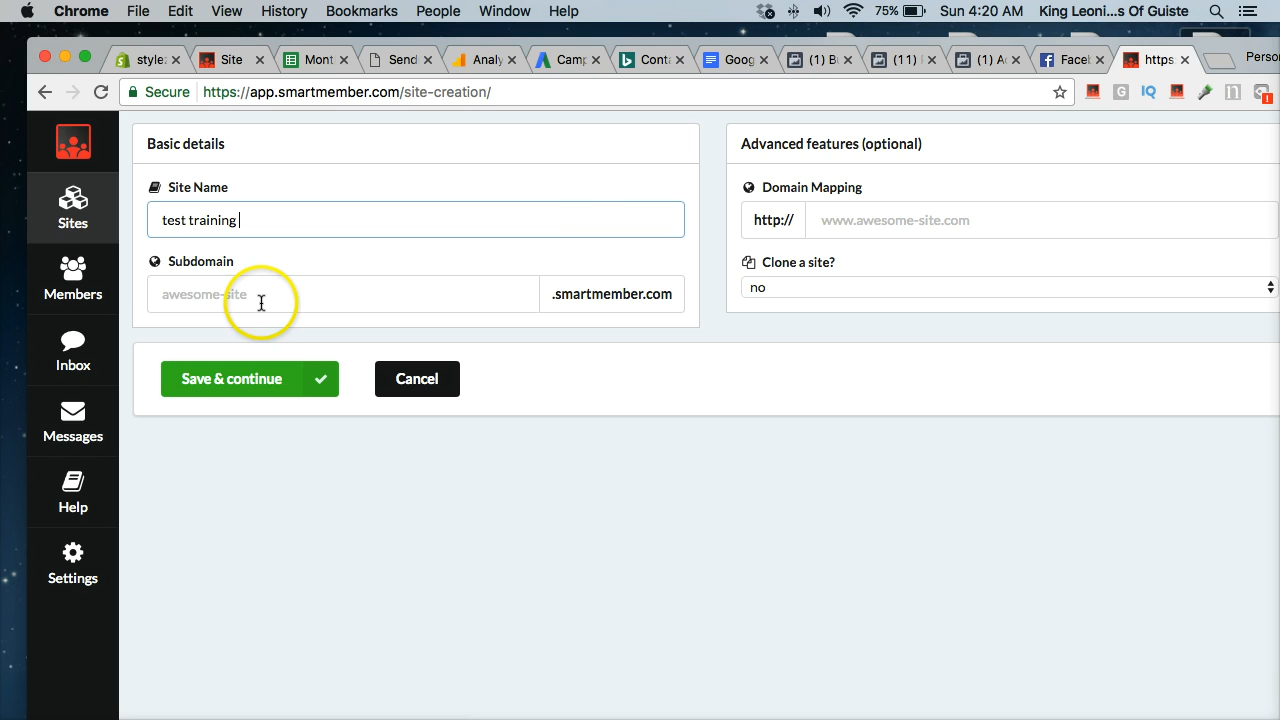 Chrome File Edit View History Bookmarks People Window Help 75% Sun 4:20 AM King Leoni...s Of Guiste
style: Site Mont Send Analy Camp Conta Goog (1) B (11) (1) A Facel https Perso
Secure https://app.smartmember.com/site-creation/
Basic details
Advanced features (optional)
Site Name
Domain Mapping
test training
http:// www.awesome-site.com
Subdomain
Clone a site?
awesome-site .smartmember.com
no
Save & continue
Cancel
Sites
Members
Inbox
Messages
Help
Settings